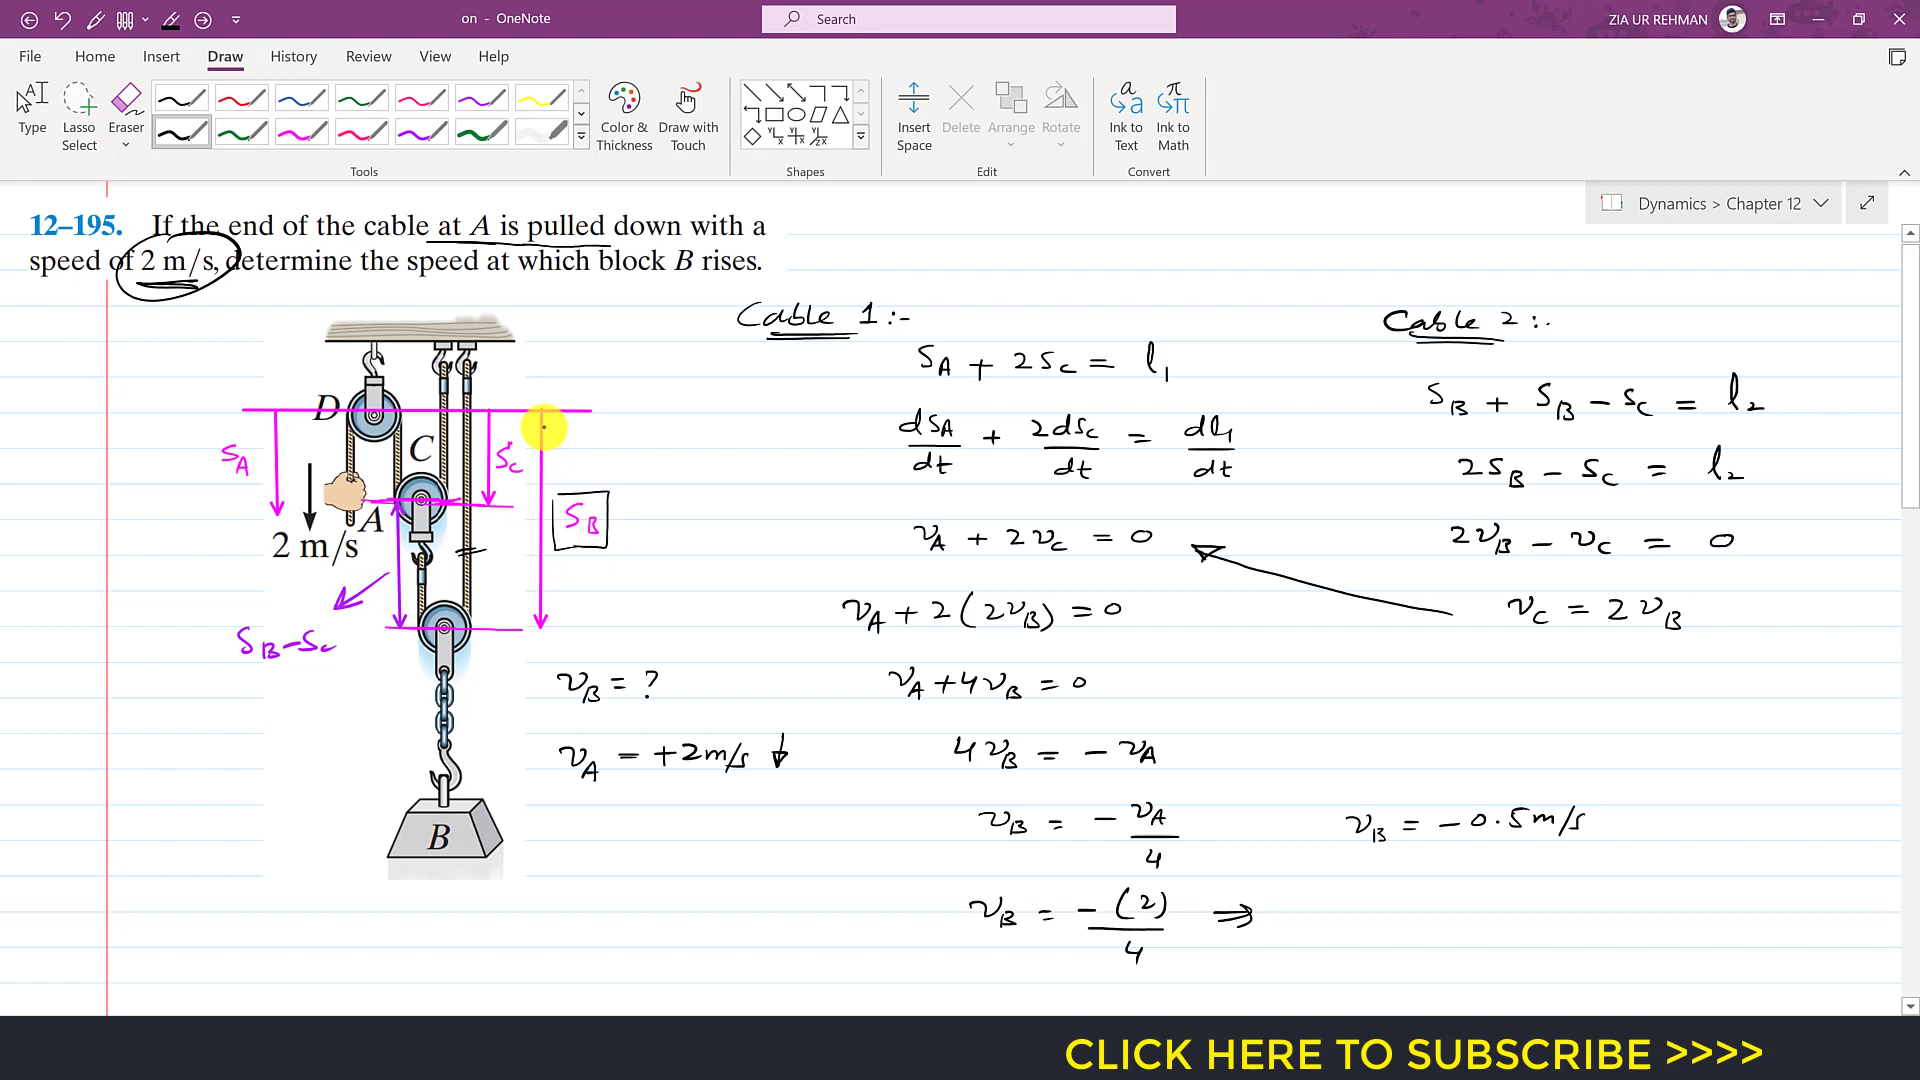 on - OneNote
Search
ZIA UR REHMAN
File Home Insert Draw History Review View Help
Type
Lasso Select
Eraser
Color & Thickness
Draw with Touch
Insert Space
Delete
Arrange
Rotate
Ink to Text
Ink to Math
Tools
Shapes
Edit
Convert
Dynamics > Chapter 12
12–195. If the end of the cable at A is pulled down with a
speed of 2 m/s, determine the speed at which block B rises.
D
C
A
2 m/s
B
S_A
S_C
S_B
S_B - S_C
v_B = ?
v_A = +2m/s ↓
Cable 1 :-
S_A + 2S_C = l_1
dS_A/dt + 2dS_C/dt = dl_1/dt
v_A + 2v_C = 0
v_A + 2(2v_B) = 0
v_A + 4v_B = 0
4v_B = - v_A
v_B = - v_A/4
v_B = -(2)/4 ⇒
Cable 2 :.
S_B + S_B - S_C = l_2
2S_B - S_C = l_2
2v_B - v_C = 0
v_C = 2v_B
v_B = - 0.5m/s
CLICK HERE TO SUBSCRIBE >>>>